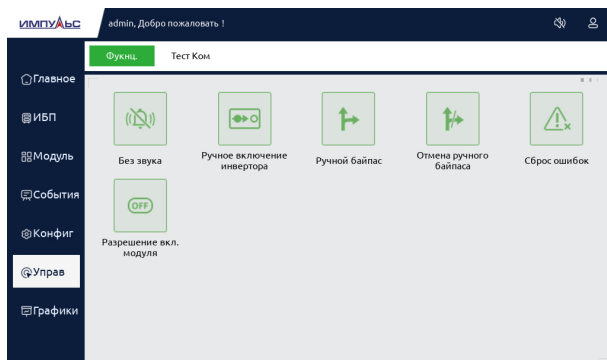 ИМПУЛЬС
admin, Добро пожаловать !
Фукнц. Тест Ком
Главное
ИБП
Модуль
События
Конфиг
Управ
Графики
Без звука
Ручное включение
инвертора
Ручной байпас
Отмена ручного
байпаса
Сброс ошибок
OFF
Разрешение вкл.
модуля